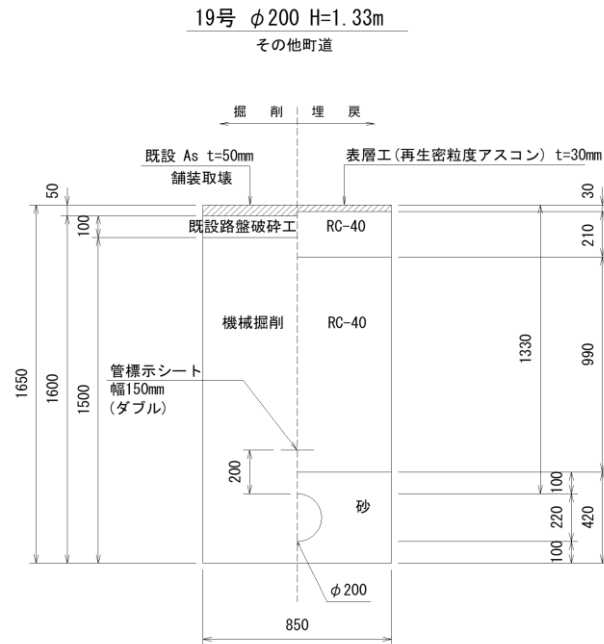 19号 φ200 H=1.33m
その他町道
掘 削 埋 戻
既設 As t=50mm
舗装取壊
表層工(再生密粒度アスコン) t=30mm
50
30
100
既設路盤破砕工
RC-40
210
機械掘削
RC-40
1650
1600
1500
1330
990
管標示シート
幅150mm
(ダブル)
200
100
砂
220
420
100
φ200
850